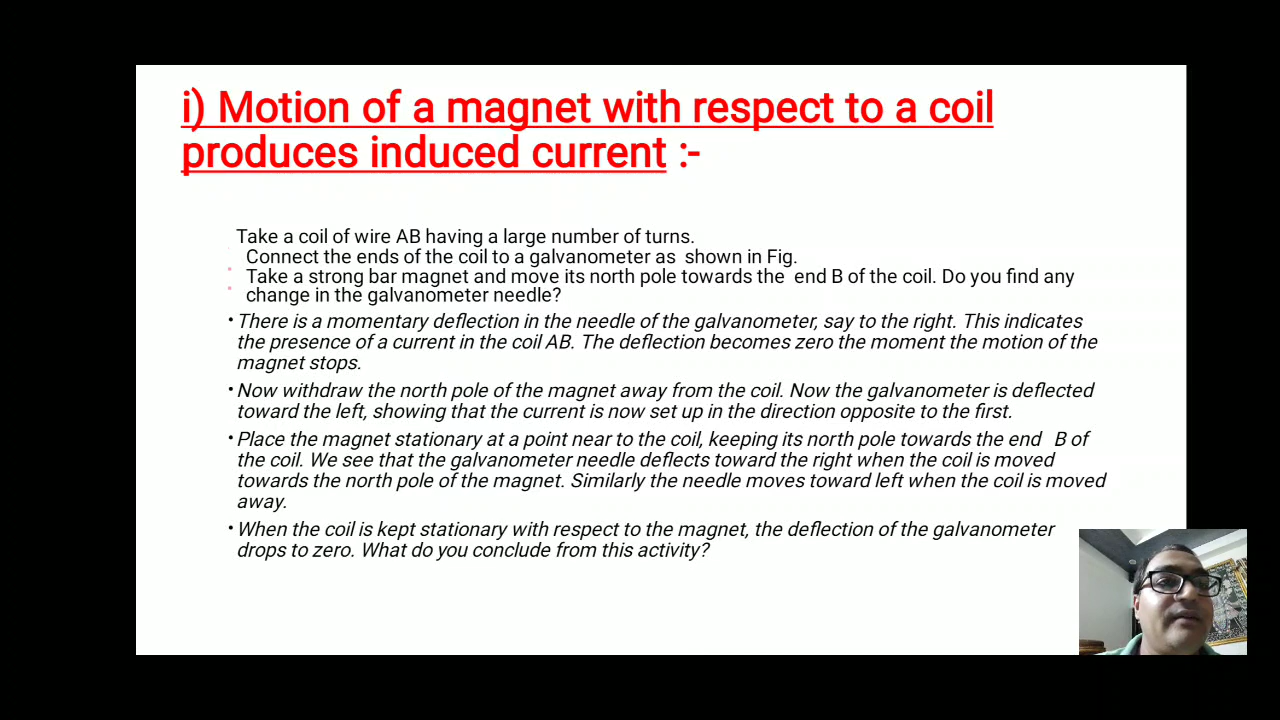 i) Motion of a magnet with respect to a coil
produces induced current :-
Take a coil of wire AB having a large number of turns.
Connect the ends of the coil to a galvanometer as shown in Fig.
Take a strong bar magnet and move its north pole towards the end B of the coil. Do you find any
change in the galvanometer needle?
• There is a momentary deflection in the needle of the galvanometer, say to the right. This indicates
the presence of a current in the coil AB. The deflection becomes zero the moment the motion of the
magnet stops.
• Now withdraw the north pole of the magnet away from the coil. Now the galvanometer is deflected
toward the left, showing that the current is now set up in the direction opposite to the first.
• Place the magnet stationary at a point near to the coil, keeping its north pole towards the end B of
the coil. We see that the galvanometer needle deflects toward the right when the coil is moved
towards the north pole of the magnet. Similarly the needle moves toward left when the coil is moved
away.
• When the coil is kept stationary with respect to the magnet, the deflection of the galvanometer
drops to zero. What do you conclude from this activity?